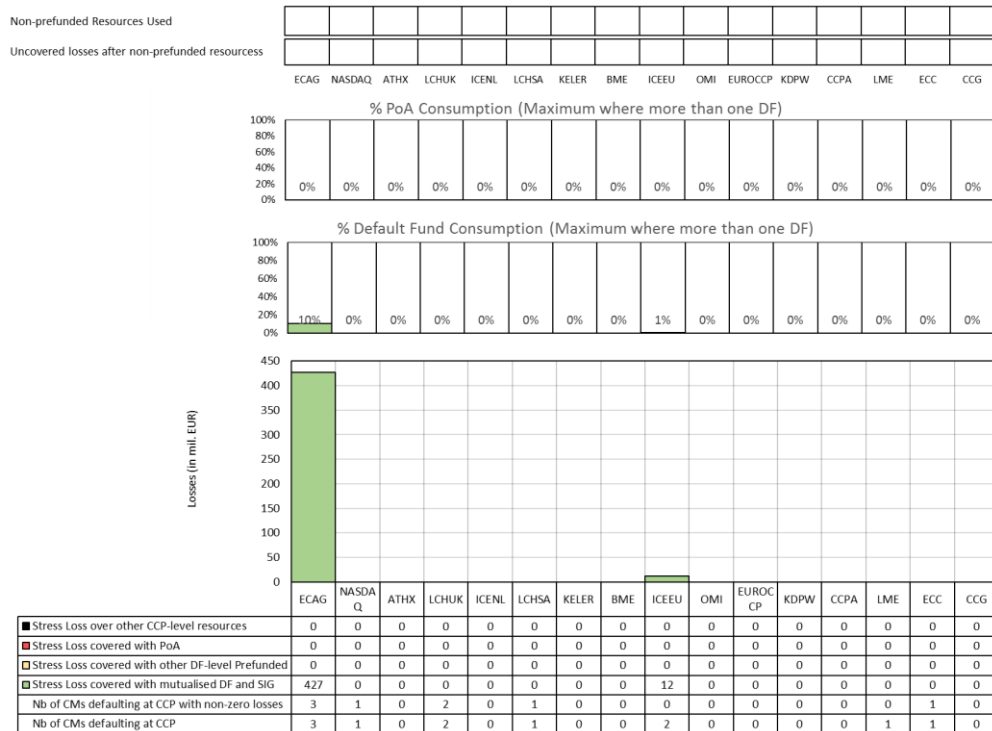 Non-prefunded Resources Used
Uncovered losses after non-prefunded resourcess
ECAG NASDAQ ATHX LCHUK ICENL LCHSA KELER BME ICEEU OMI EUROCCP KDPW CCPA LME ECC CCG
% PoA Consumption (Maximum where more than one DF)
100%
80%
60%
40%
20%
0%
0% 0% 0% 0% 0% 0% 0% 0% 0% 0% 0% 0% 0% 0% 0% 0%
% Default Fund Consumption (Maximum where more than one DF)
100%
80%
60%
40%
20%
0%
10% 0% 0% 0% 0% 0% 0% 0% 1% 0% 0% 0% 0% 0% 0% 0%
Losses (in mil. EUR)
450
400
350
300
250
200
150
100
50
0
ECAG NASDA Q ATHX LCHUK ICENL LCHSA KELER BME ICEEU OMI EUROC CP KDPW CCPA LME ECC CCG
Stress Loss over other CCP-level resources 0 0 0 0 0 0 0 0 0 0 0 0 0 0 0 0
Stress Loss covered with PoA 0 0 0 0 0 0 0 0 0 0 0 0 0 0 0 0
Stress Loss covered with other DF-level Prefunded 0 0 0 0 0 0 0 0 0 0 0 0 0 0 0 0
Stress Loss covered with mutualised DF and SIG 427 0 0 0 0 0 0 0 12 0 0 0 0 0 0 0
Nb of CMs defaulting at CCP with non-zero losses 3 1 0 2 0 1 0 0 0 0 0 0 0 0 1 0
Nb of CMs defaulting at CCP 3 1 0 2 0 1 0 0 2 0 0 0 0 1 1 0